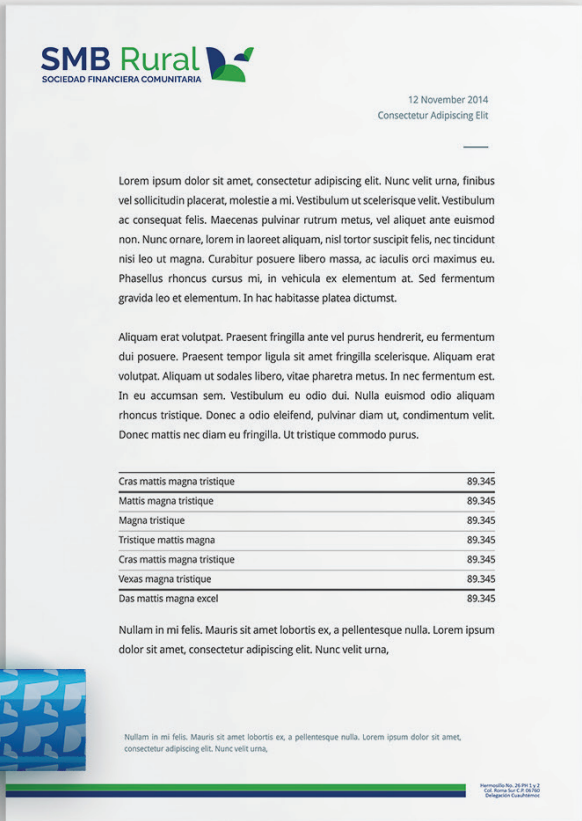 SMB Rural
SOCIEDAD FINANCIERA COMUNITARIA
12 November 2014
Consectetur Adipiscing Elit
Lorem ipsum dolor sit amet, consectetur adipiscing elit. Nunc velit urna, finibus
vel sollicitudin placerat, molestie a mi. Vestibulum ut scelerisque velit. Vestibulum
ac consequat felis. Maecenas pulvinar rutrum metus, vel aliquet ante euismod
non. Nunc ornare, lorem in laoreet aliquam, nisl tortor suscipit felis, nec tincidunt
nisi leo ut magna. Curabitur posuere libero massa, ac iaculis orci maximus eu.
Phasellus rhoncus cursus mi, in vehicula ex elementum at. Sed fermentum
gravida leo et elementum. In hac habitasse platea dictumst.
Aliquam erat volutpat. Praesent fringilla ante vel purus hendrerit, eu fermentum
dui posuere. Praesent tempor ligula sit amet fringilla scelerisque. Aliquam erat
volutpat. Aliquam ut sodales libero, vitae pharetra metus. In nec fermentum est.
In eu accumsan sem. Vestibulum eu odio dui. Nulla euismod odio aliquam
rhoncus tristique. Donec a odio eleifend, pulvinar diam ut, condimentum velit.
Donec mattis nec diam eu fringilla. Ut tristique commodo purus.
Cras mattis magna tristique 89.345
Mattis magna tristique 89.345
Magna tristique 89.345
Tristique mattis magna 89.345
Cras mattis magna tristique 89.345
Vexas magna tristique 89.345
Das mattis magna excel 89.345
Nullam in mi felis. Mauris sit amet lobortis ex, a pellentesque nulla. Lorem ipsum
dolor sit amet, consectetur adipiscing elit. Nunc velit urna,
Nullam in mi felis. Mauris sit amet lobortis ex, a pellentesque nulla. Lorem ipsum dolor sit amet,
consectetur adipiscing elit. Nunc velit urna,
Hermosillo No. 26 PH 1 y 2
Col. Roma Sur C.P. 06760
Delegación Cuauhtémoc